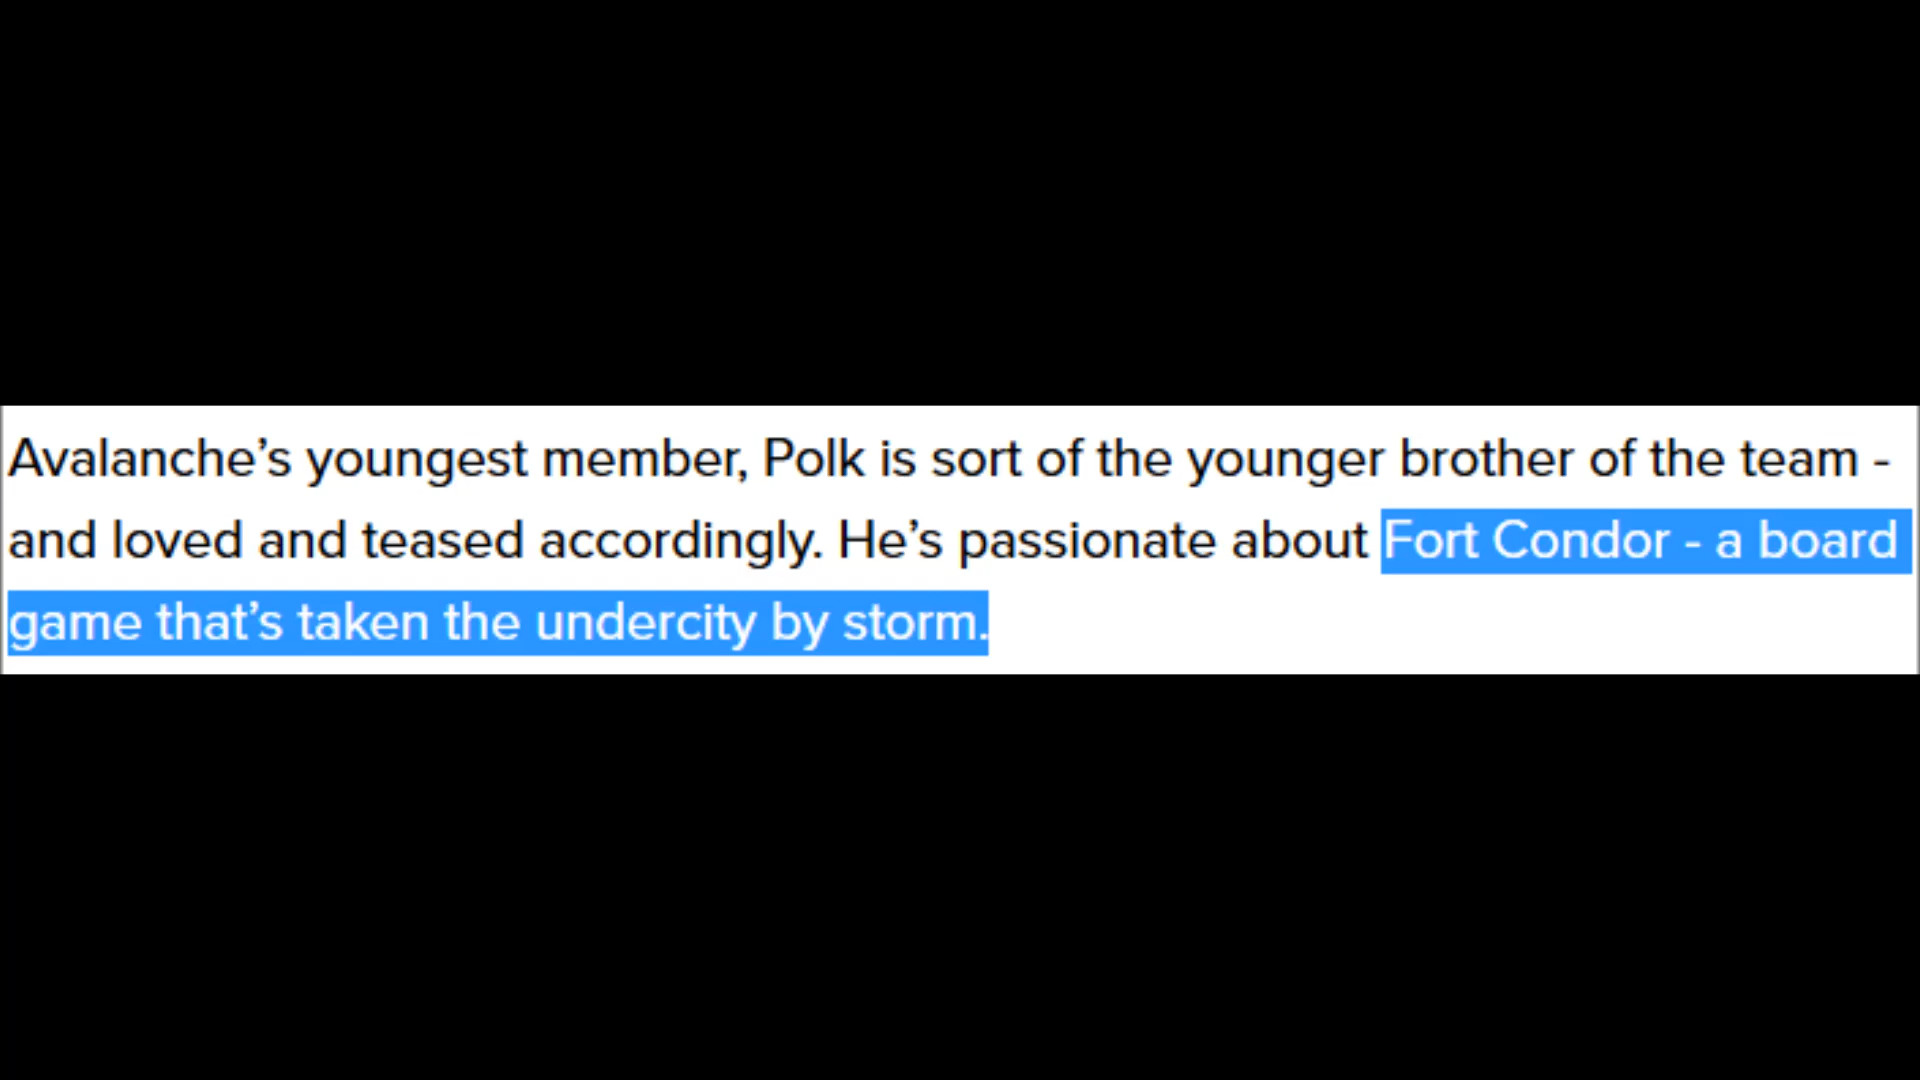 Avalanche’s youngest member, Polk is sort of the younger brother of the team -
and loved and teased accordingly. He’s passionate about Fort Condor - a board
game that’s taken the undercity by storm.